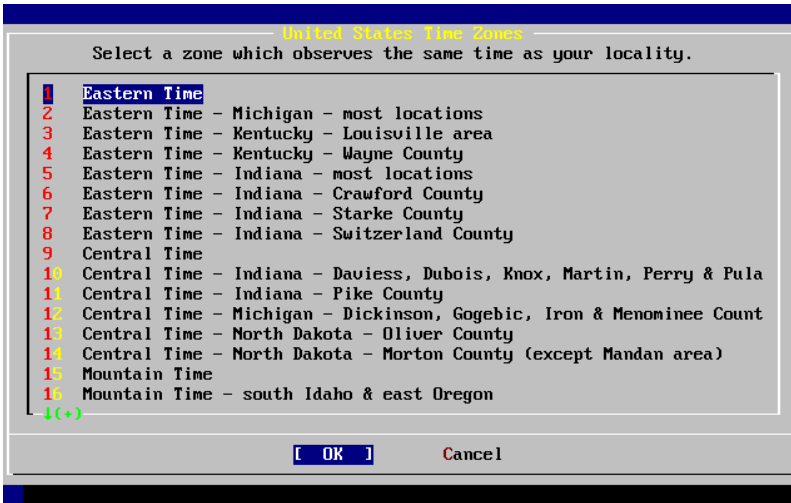 United States Time Zones
Select a zone which observes the same time as your locality.
1 Eastern Time
2 Eastern Time - Michigan - most locations
3 Eastern Time - Kentucky - Louisville area
4 Eastern Time - Kentucky - Wayne County
5 Eastern Time - Indiana - most locations
6 Eastern Time - Indiana - Crawford County
7 Eastern Time - Indiana - Starke County
8 Eastern Time - Indiana - Switzerland County
9 Central Time
10 Central Time - Indiana - Daviess, Dubois, Knox, Martin, Perry & Pula
11 Central Time - Indiana - Pike County
12 Central Time - Michigan - Dickinson, Gogebic, Iron & Menominee Count
13 Central Time - North Dakota - Oliver County
14 Central Time - North Dakota - Morton County (except Mandan area)
15 Mountain Time
16 Mountain Time - south Idaho & east Oregon
↓(+)
[ OK ] Cancel